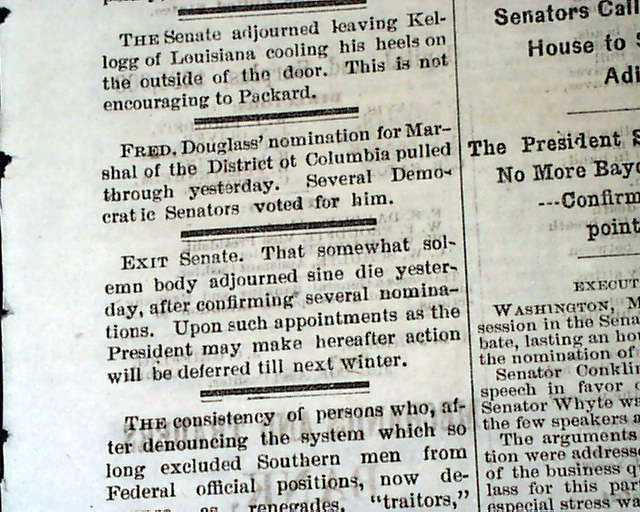 THE Senate adjourned leaving Kel-
logg of Louisiana cooling his heels on
the outside of the door. This is not
encouraging to Packard.
FRED. Douglass' nomination for Mar-
shal of the District ot Columbia pulled
through yesterday. Several Demo-
cratic Senators voted for him.
EXIT Senate. That somewhat sol-
emn body adjourned sine die yester-
day, after confirming several nomina-
tions. Upon such appointments as the
President may make hereafter action
will be deferred till next winter.
THE consistency of persons who, af-
ter denouncing the system which so
long excluded Southern men from
Federal official positions, now de-
as renegades, "traitors,"
Senators Call
House to
Adj
The President
No More Bayo
---Confirm
point
EXECUT
WASHINGTON, M
session in the Sena
bate, lasting an ho
the nomination of
Senator Conklin
speech in favor
Senator Whyte wa
the few speakers a
The arguments
tion were addresse
of the business q
lass for this par
especial stress wa